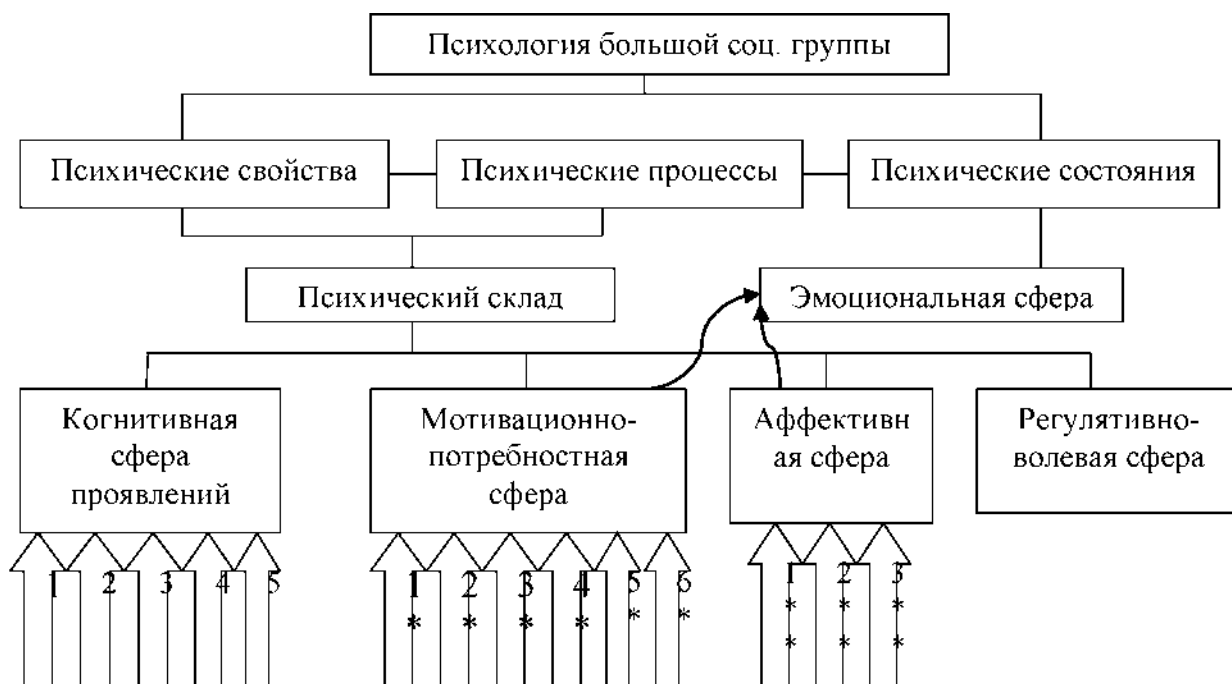 Психология большой соц. группы
Психические свойства
Психические процессы
Психические состояния
Психический склад
Эмоциональная сфера
Когнитивная
сфера
проявлений
Мотивационно-
потребностная
сфера
Аффективн
ая сфера
Регулятивно-
волевая сфера
1 2 3 4 5
1 2 3 4 5 6
* * * * * *
1 2 3
* * *
* * *